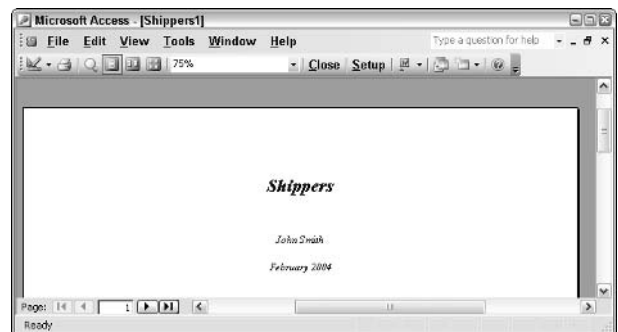 Microsoft Access - [Shippers1]
File Edit View Tools Window Help Type a question for help
75% Close Setup
Shippers
John Smith
February 2004
Page: 1
Ready